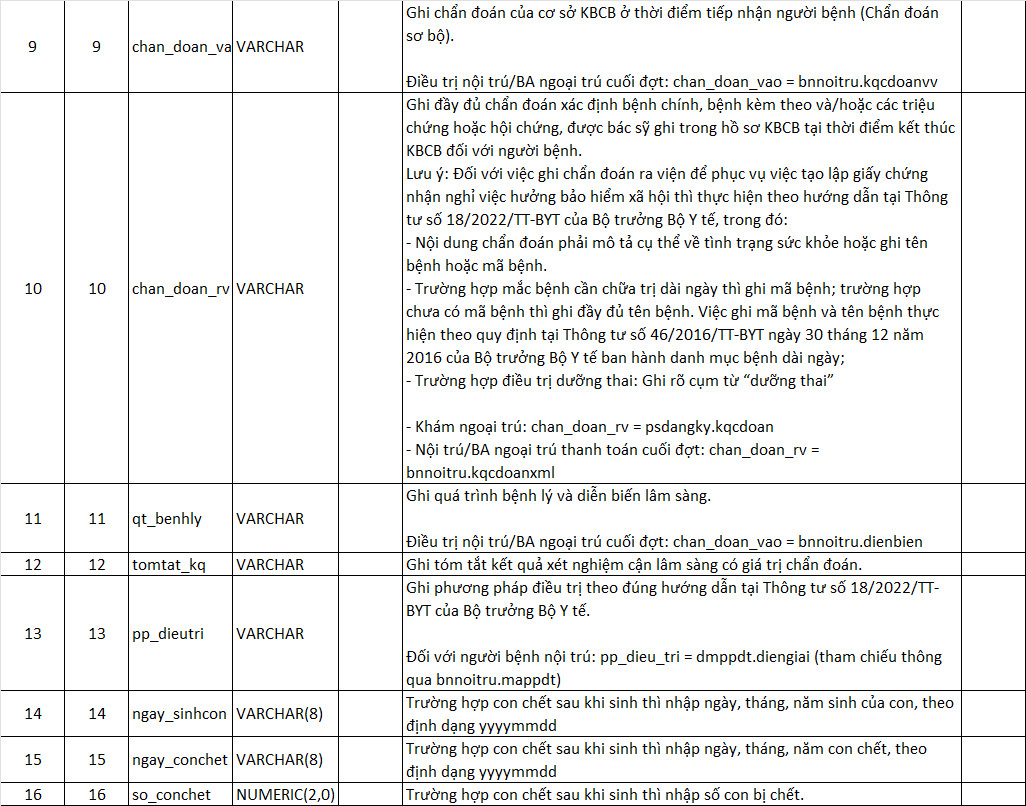 Ghi chẩn đoán của cơ sở KBCB ở thời điểm tiếp nhận người bệnh (Chẩn đoán
sơ bộ).
9 9 chan_doan_va VARCHAR
Điều trị nội trú/BA ngoại trú cuối đợt: chan_doan_vao = bnnoitru.kqcdoanvv
Ghi đầy đủ chẩn đoán xác định bệnh chính, bệnh kèm theo và/hoặc các triệu
chứng hoặc hội chứng, được bác sỹ ghi trong hồ sơ KBCB tại thời điểm kết thúc
KBCB đối với người bệnh.
Lưu ý: Đối với việc ghi chẩn đoán ra viện để phục vụ việc tạo lập giấy chứng
nhận nghỉ việc hưởng bảo hiểm xã hội thì thực hiện theo hướng dẫn tại Thông
tư số 18/2022/TT-BYT của Bộ trưởng Bộ Y tế, trong đó:
- Nội dung chẩn đoán phải mô tả cụ thể về tình trạng sức khỏe hoặc ghi tên
bệnh hoặc mã bệnh.
10 10 chan_doan_rv VARCHAR - Trường hợp mắc bệnh cần chữa trị dài ngày thì ghi mã bệnh; trường hợp
chưa có mã bệnh thì ghi đầy đủ tên bệnh. Việc ghi mã bệnh và tên bệnh thực
hiện theo quy định tại Thông tư số 46/2016/TT-BYT ngày 30 tháng 12 năm
2016 của Bộ trưởng Bộ Y tế ban hành danh mục bệnh dài ngày;
- Trường hợp điều trị dưỡng thai: Ghi rõ cụm từ “dưỡng thai”
- Khám ngoại trú: chan_doan_rv = psdangky.kqcdoan
- Nội trú/BA ngoại trú thanh toán cuối đợt: chan_doan_rv =
bnnoitru.kqcdoanxml
Ghi quá trình bệnh lý và diễn biến lâm sàng.
11 11 qt_benhly VARCHAR
Điều trị nội trú/BA ngoại trú cuối đợt: chan_doan_vao = bnnoitru.dienbien
12 12 tomtat_kq VARCHAR Ghi tóm tắt kết quả xét nghiệm cận lâm sàng có giá trị chẩn đoán.
Ghi phương pháp điều trị theo đúng hướng dẫn tại Thông tư số 18/2022/TT-
BYT của Bộ trưởng Bộ Y tế.
13 13 pp_dieutri VARCHAR
Đối với người bệnh nội trú: pp_dieu_tri = dmppdt.diengiai (tham chiếu thông
qua bnnoitru.mappdt)
14 14 ngay_sinhcon VARCHAR(8) Trường hợp con chết sau khi sinh thì nhập ngày, tháng, năm sinh của con, theo
định dạng yyyymmdd
15 15 ngay_conchet VARCHAR(8) Trường hợp con chết sau khi sinh thì nhập ngày, tháng, năm con chết, theo
định dạng yyyymmdd
16 16 so_conchet NUMERIC(2,0) Trường hợp con chết sau khi sinh thì nhập số con bị chết.